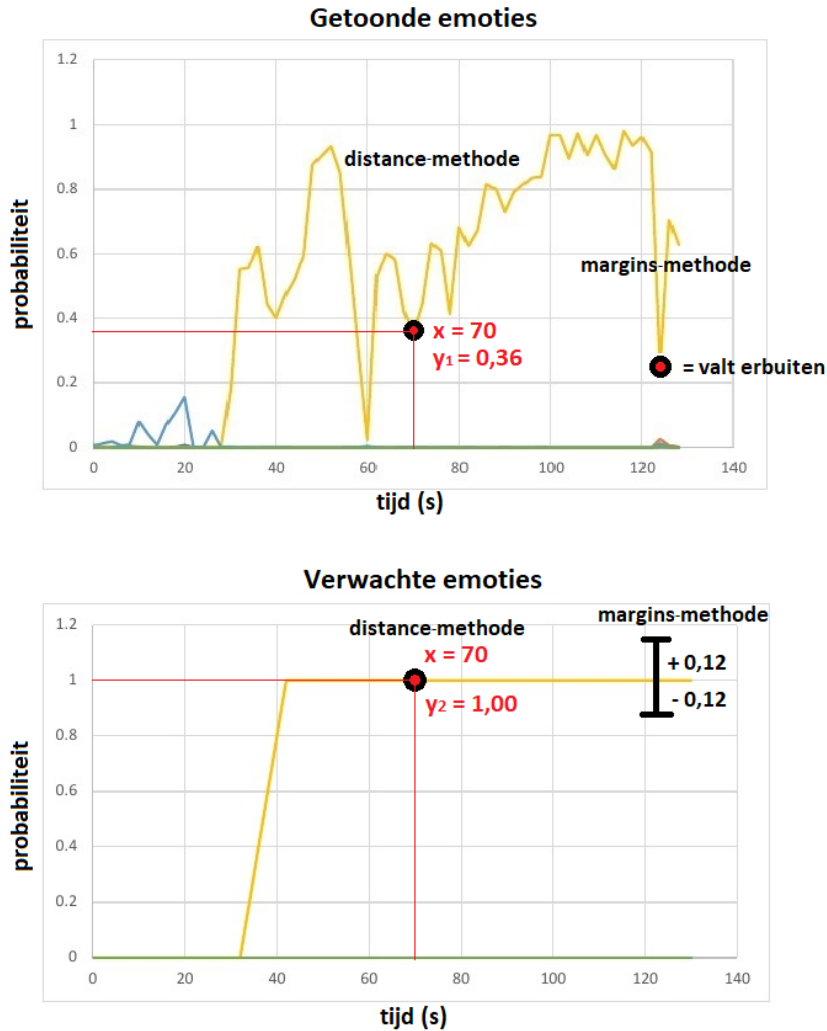 Getoonde emoties
1.2
1
0.8
0.6
0.4
0.2
0
0 20 40 60 80 100 120 140
probabiliteit
tijd (s)
distance-methode
margins-methode
x = 70
y₁ = 0,36
= valt erbuiten
Verwachte emoties
1.2
1
0.8
0.6
0.4
0.2
0
0 20 40 60 80 100 120 140
probabiliteit
tijd (s)
distance-methode
x = 70
y₂ = 1,00
margins-methode
+ 0,12
- 0,12